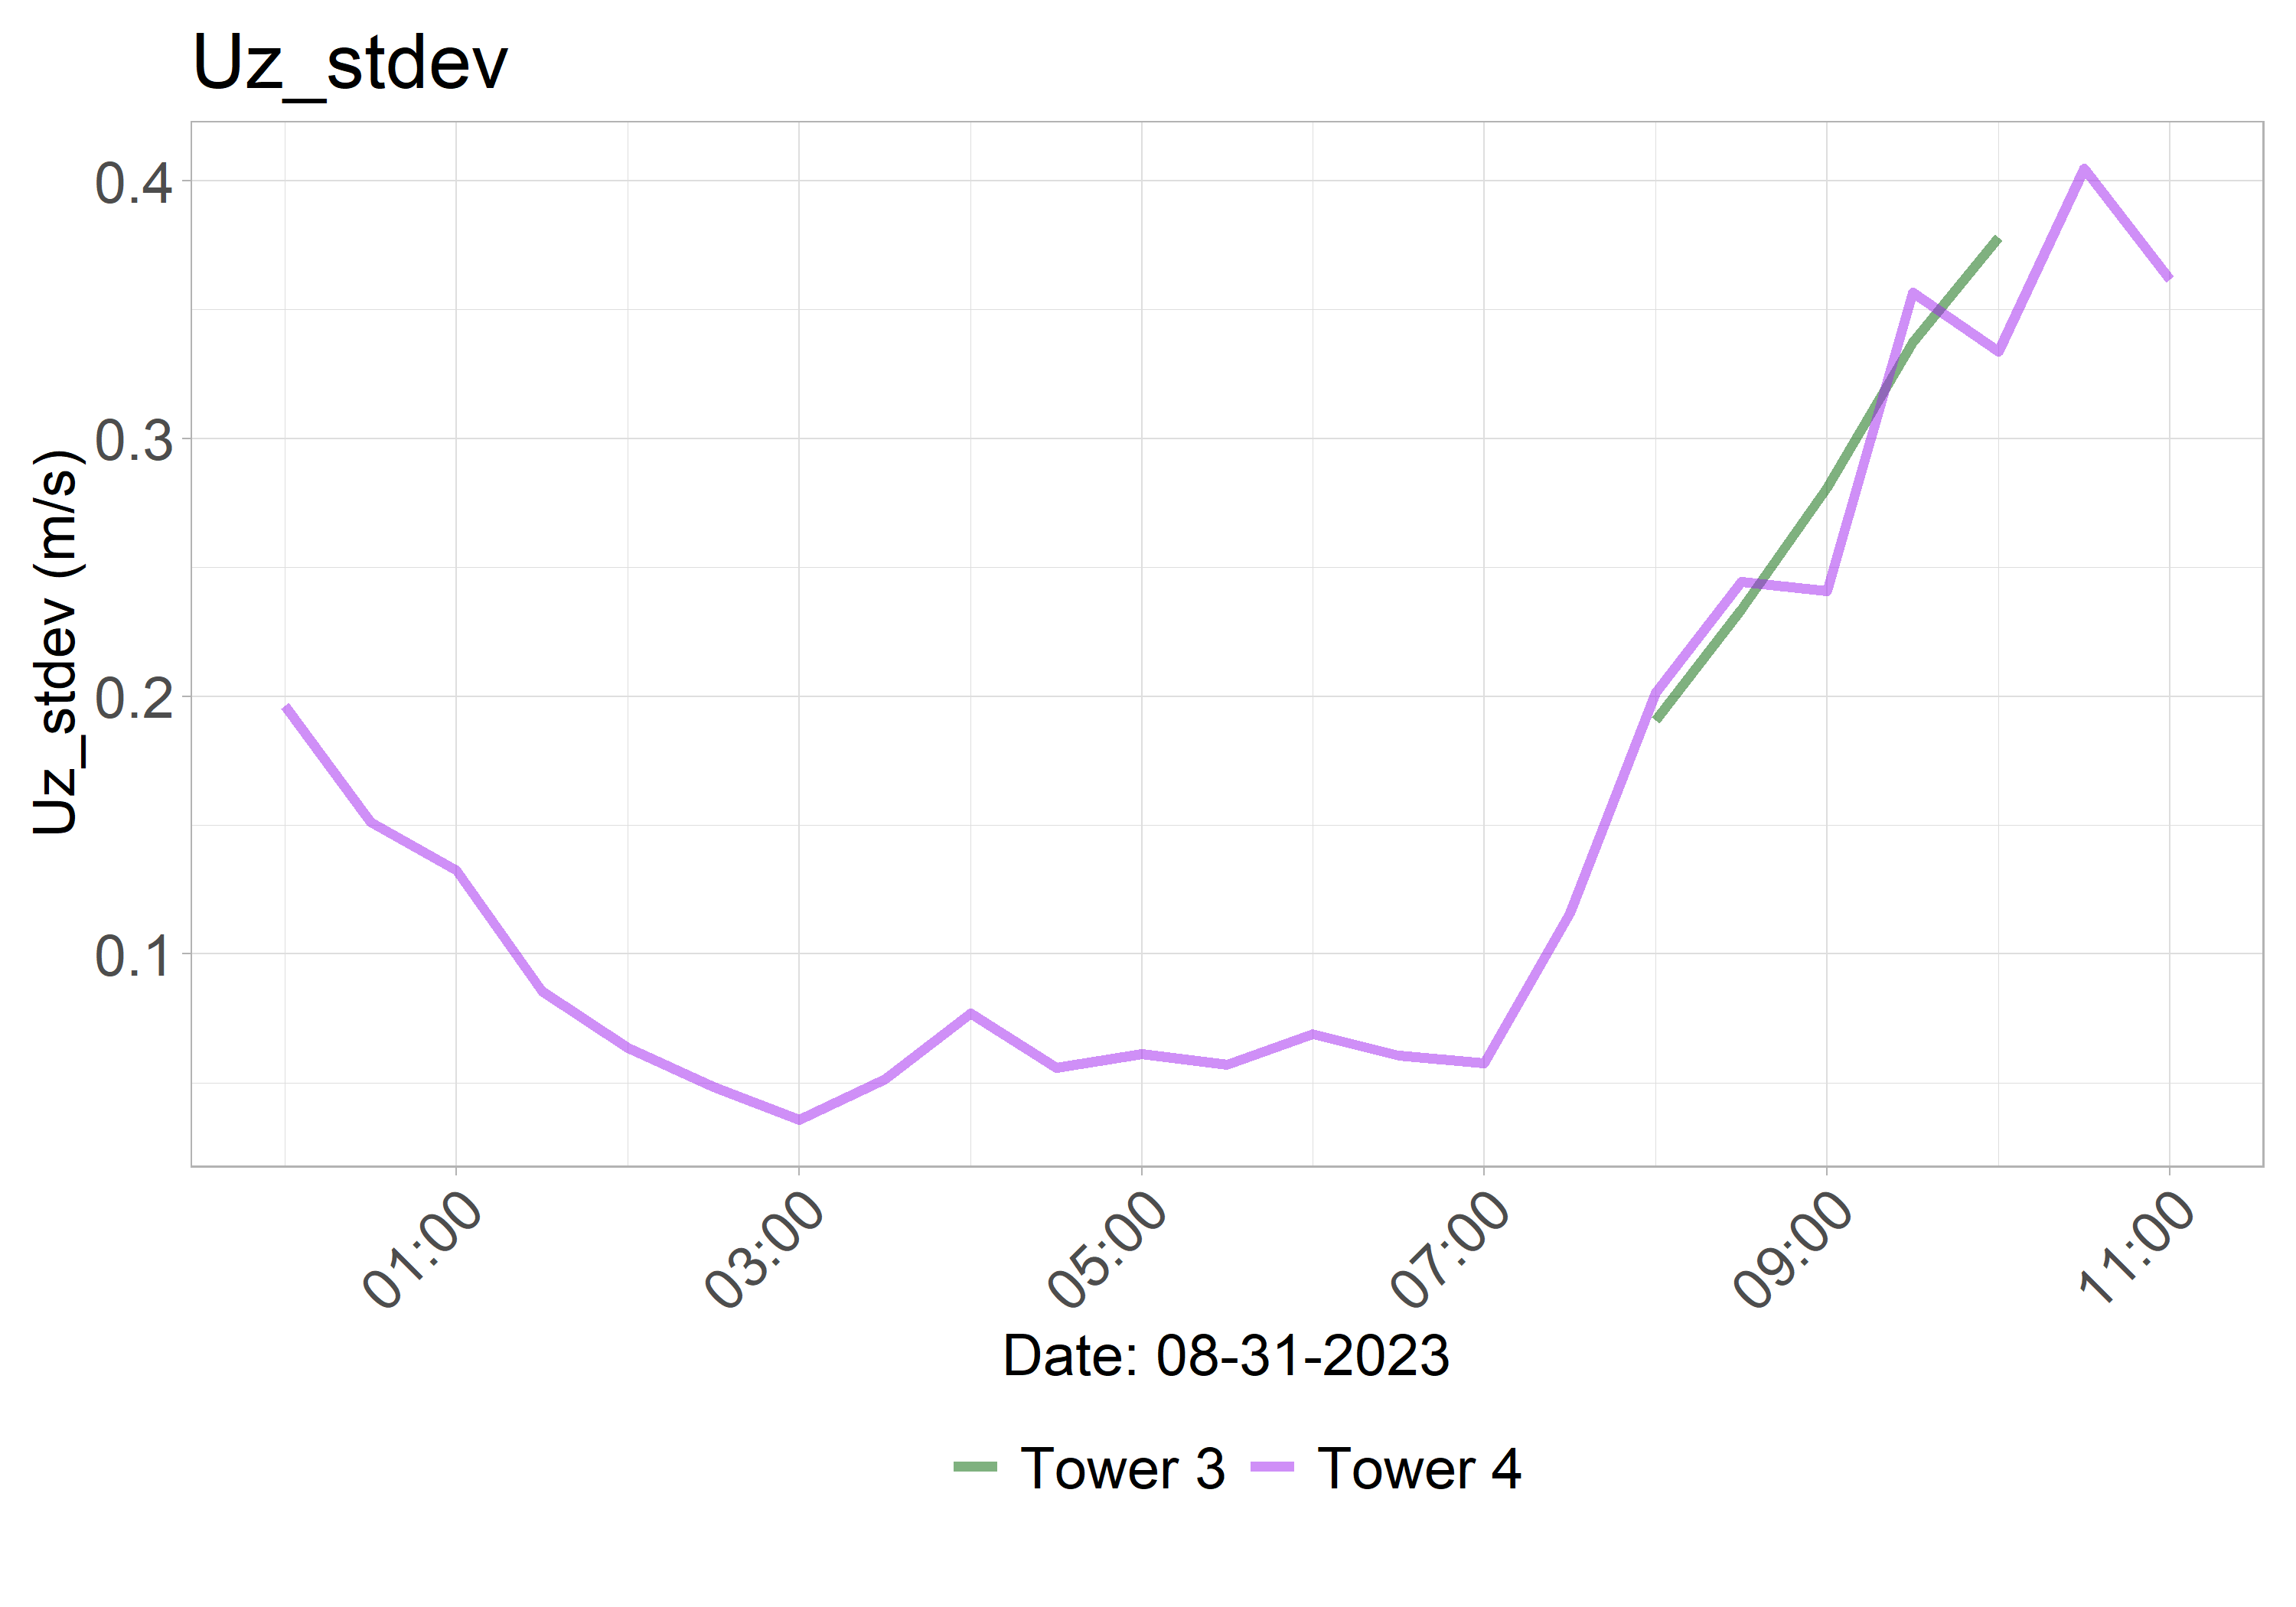 Uz_stdev
Uz_stdev (m/s)
0.4
0.3
0.2
0.1
01:00 03:00 05:00 07:00 09:00 11:00
Date: 08-31-2023
Tower 3 Tower 4